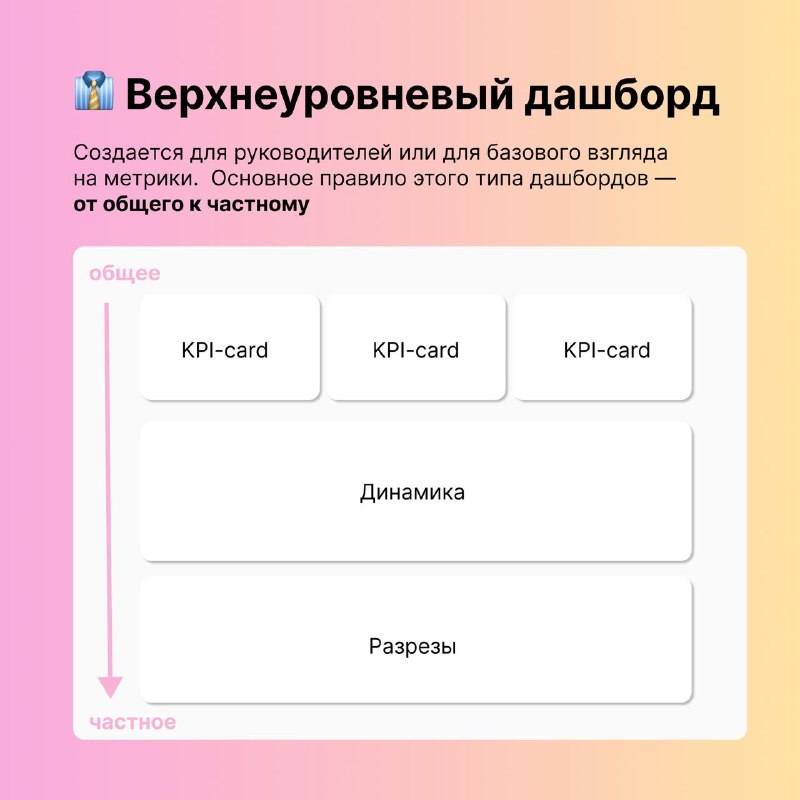 Верхнеуровневый дашборд
Создается для руководителей или для базового взгляда
на метрики. Основное правило этого типа дашбордов —
от общего к частному
общее
KPI-card KPI-card KPI-card
Динамика
Разрезы
частное